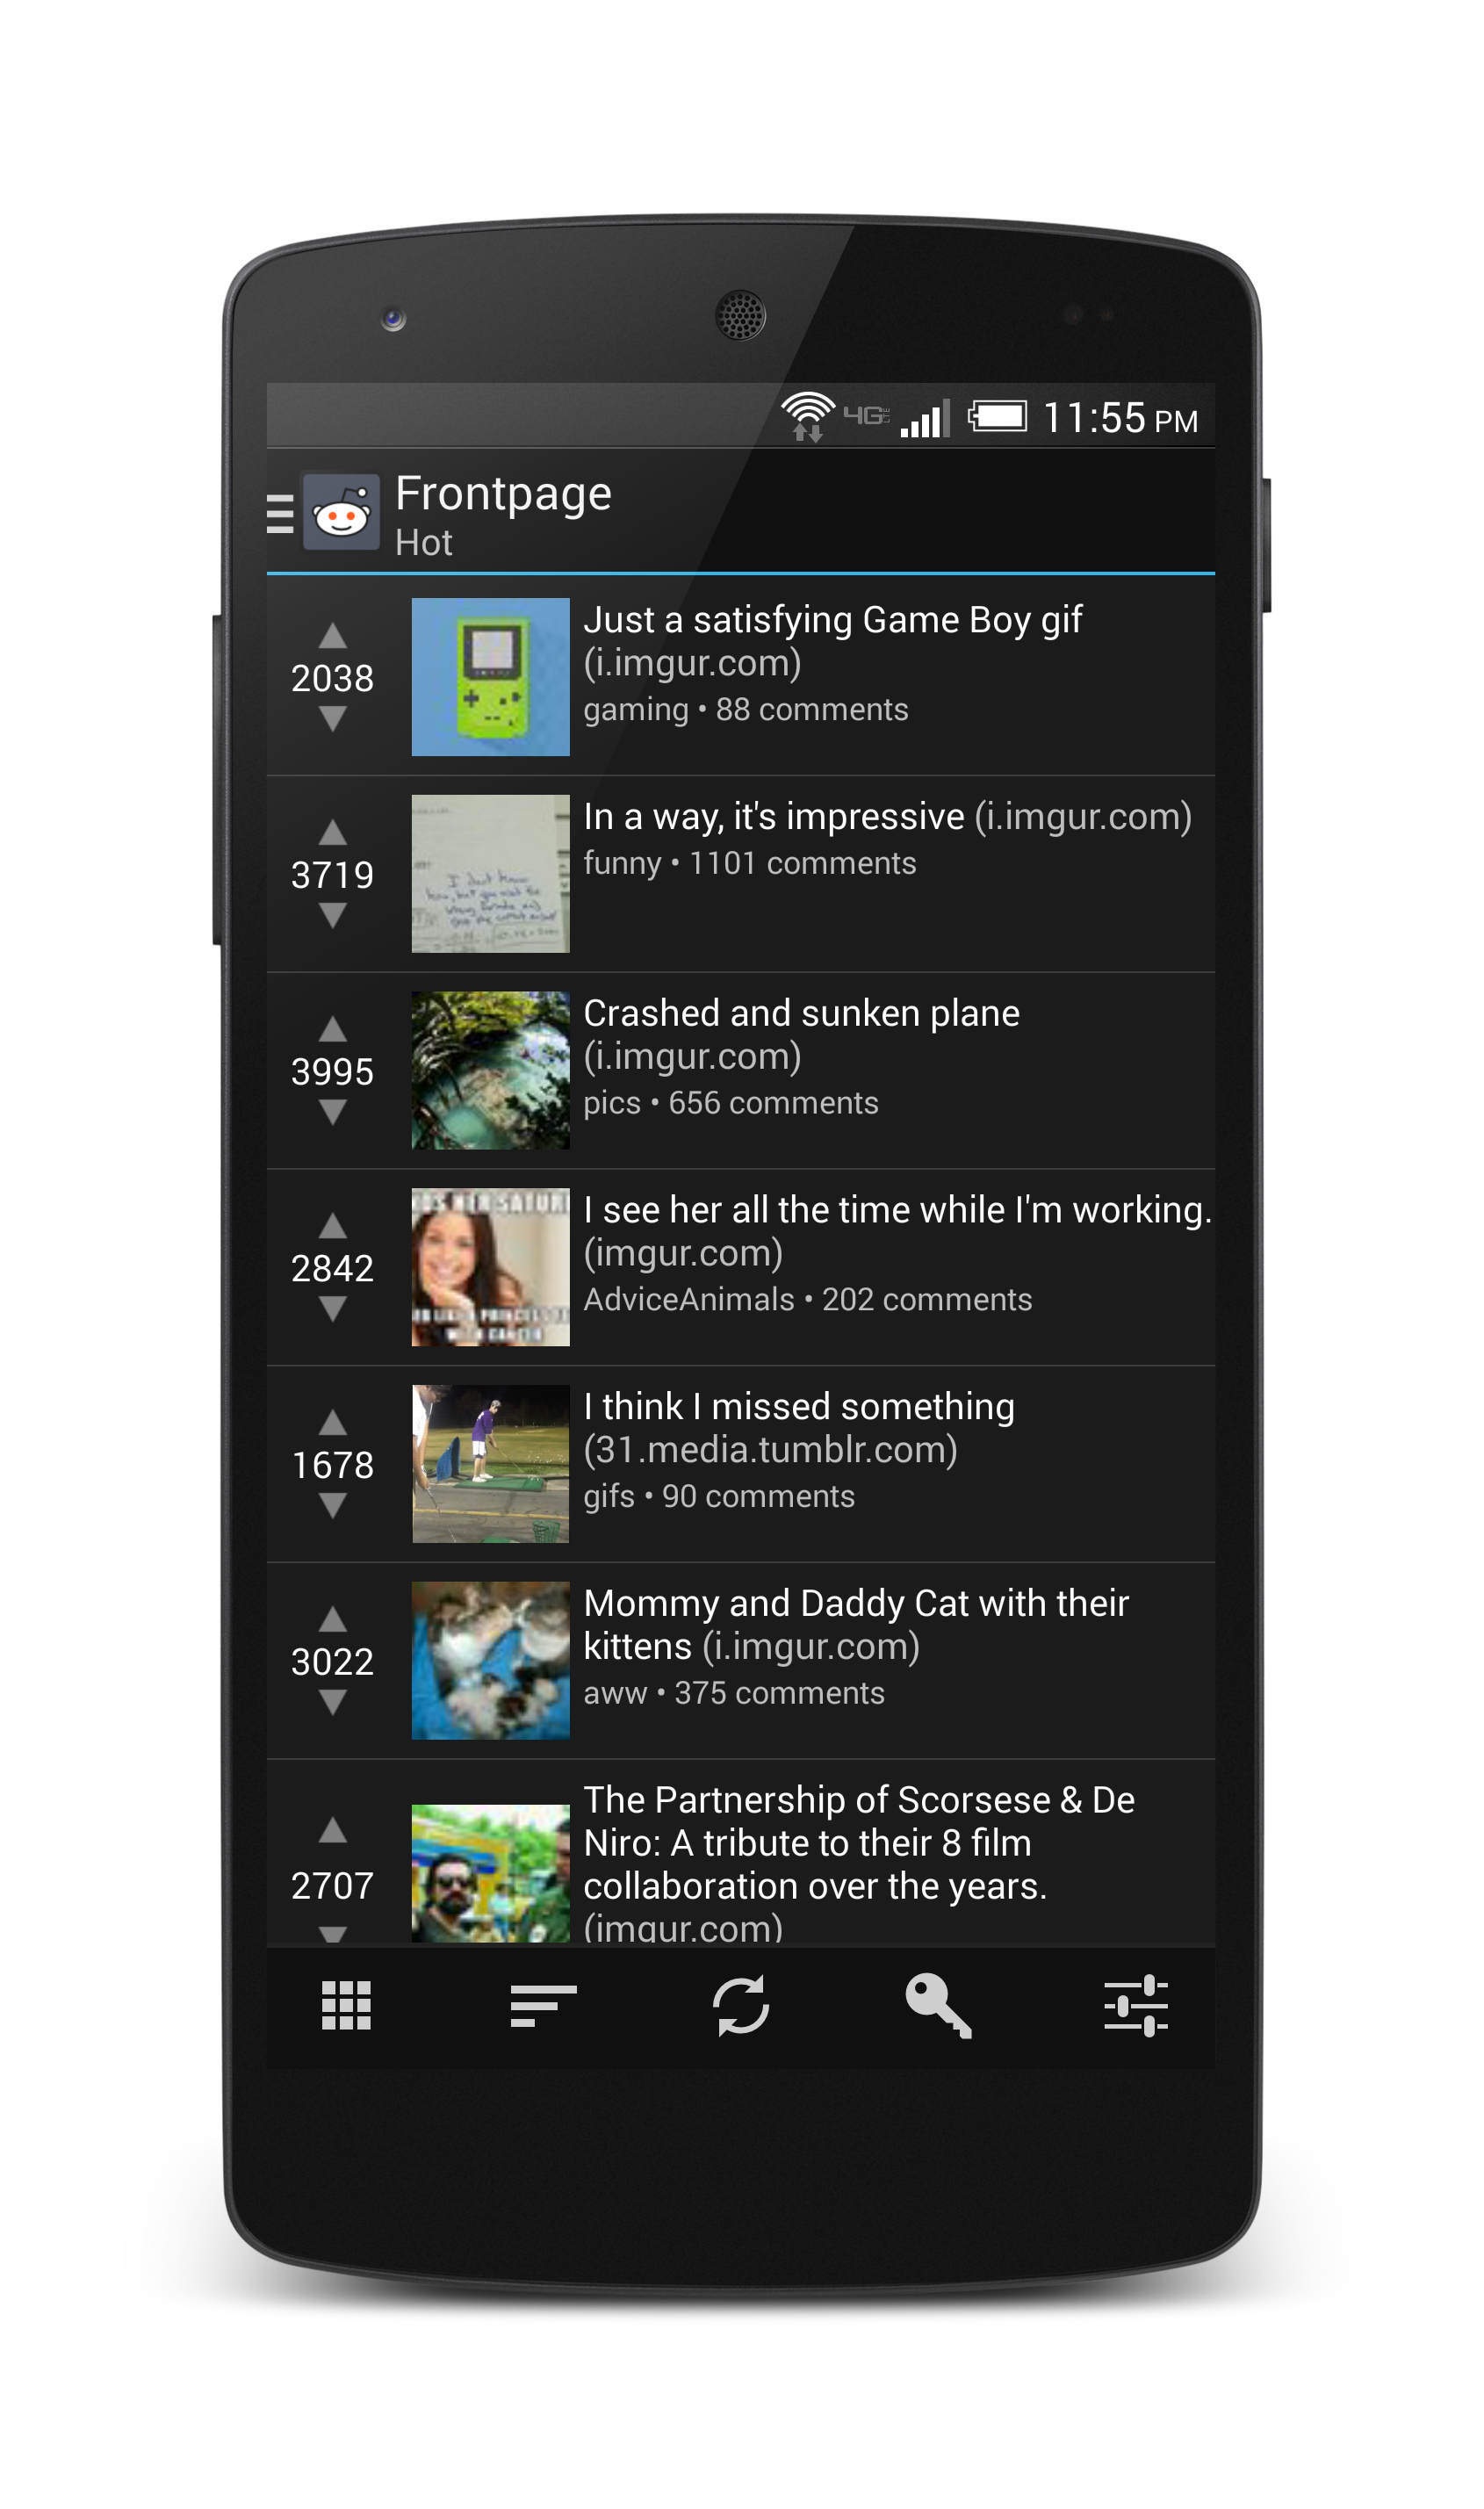 4G LTE 11:55 PM
Frontpage
Hot
2038
Just a satisfying Game Boy gif
(i.imgur.com)
gaming • 88 comments
3719
In a way, it's impressive (i.imgur.com)
funny • 1101 comments
3995
Crashed and sunken plane
(i.imgur.com)
pics • 656 comments
2842
I see her all the time while I'm working.
(imgur.com)
AdviceAnimals • 202 comments
WITH CANCER
1678
I think I missed something
(31.media.tumblr.com)
gifs • 90 comments
3022
Mommy and Daddy Cat with their
kittens (i.imgur.com)
aww • 375 comments
2707
The Partnership of Scorsese & De
Niro: A tribute to their 8 film
collaboration over the years.
(imgur.com)